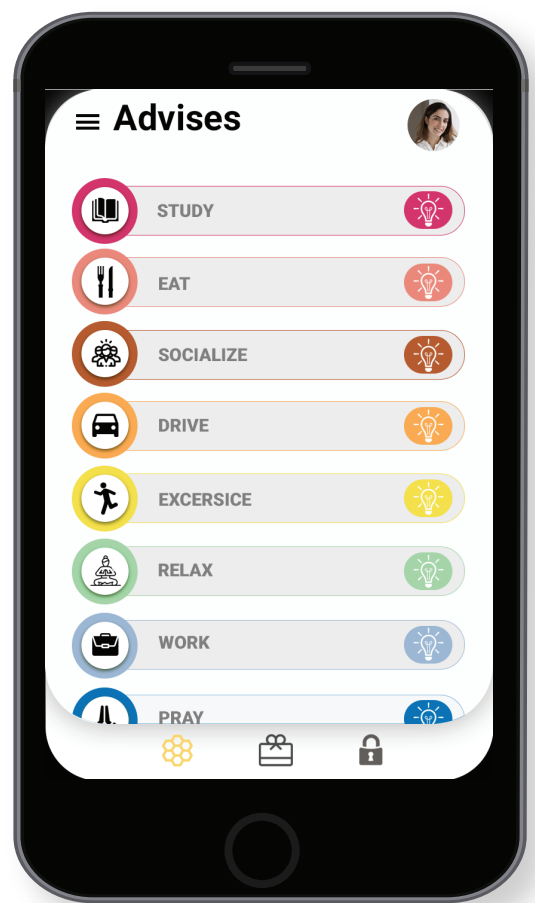 Advises
STUDY
EAT
SOCIALIZE
DRIVE
EXCERSICE
RELAX
WORK
PRAY